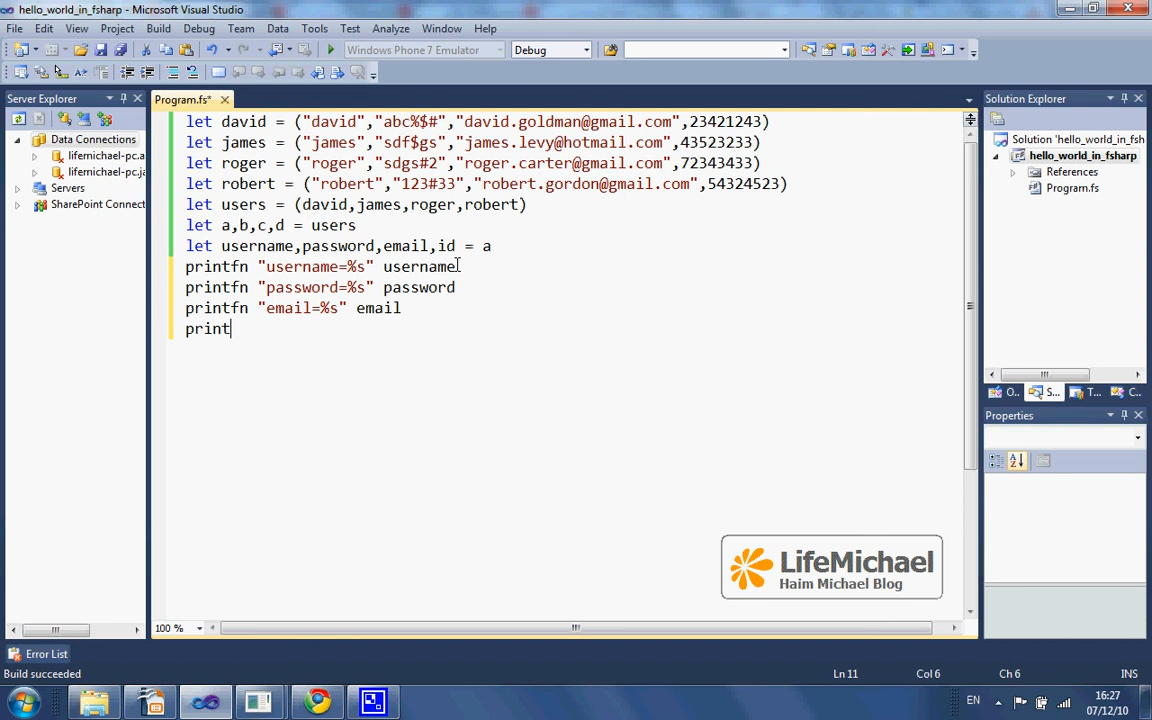 hello_world_in_fsharp - Microsoft Visual Studio
File Edit View Project Build Debug Team Data Tools Test Analyze Window Help
Windows Phone 7 Emulator Debug
Server Explorer
Data Connections
lifemichael-pc.a
lifemichael-pc.ja
Servers
SharePoint Connect
Program.fs*
let david = ("david","abc%$#","david.goldman@gmail.com",23421243)
let james = ("james","sdf$gs","james.levy@hotmail.com",43523233)
let roger = ("roger","sdgs#2","roger.carter@gmail.com",72343433)
let robert = ("robert","123#33","robert.gordon@gmail.com",54324523)
let users = (david,james,roger,robert)
let a,b,c,d = users
let username,password,email,id = a
printfn "username=%s" username
printfn "password=%s" password
printfn "email=%s" email
print
LifeMichael
Haim Michael Blog
100 %
Solution Explorer
Solution 'hello_world_in_fsh
hello_world_in_fsharp
References
Program.fs
O... S... T... C...
Properties
Error List
Build succeeded Ln 11 Col 6 Ch 6 INS
EN 16:27
07/12/10